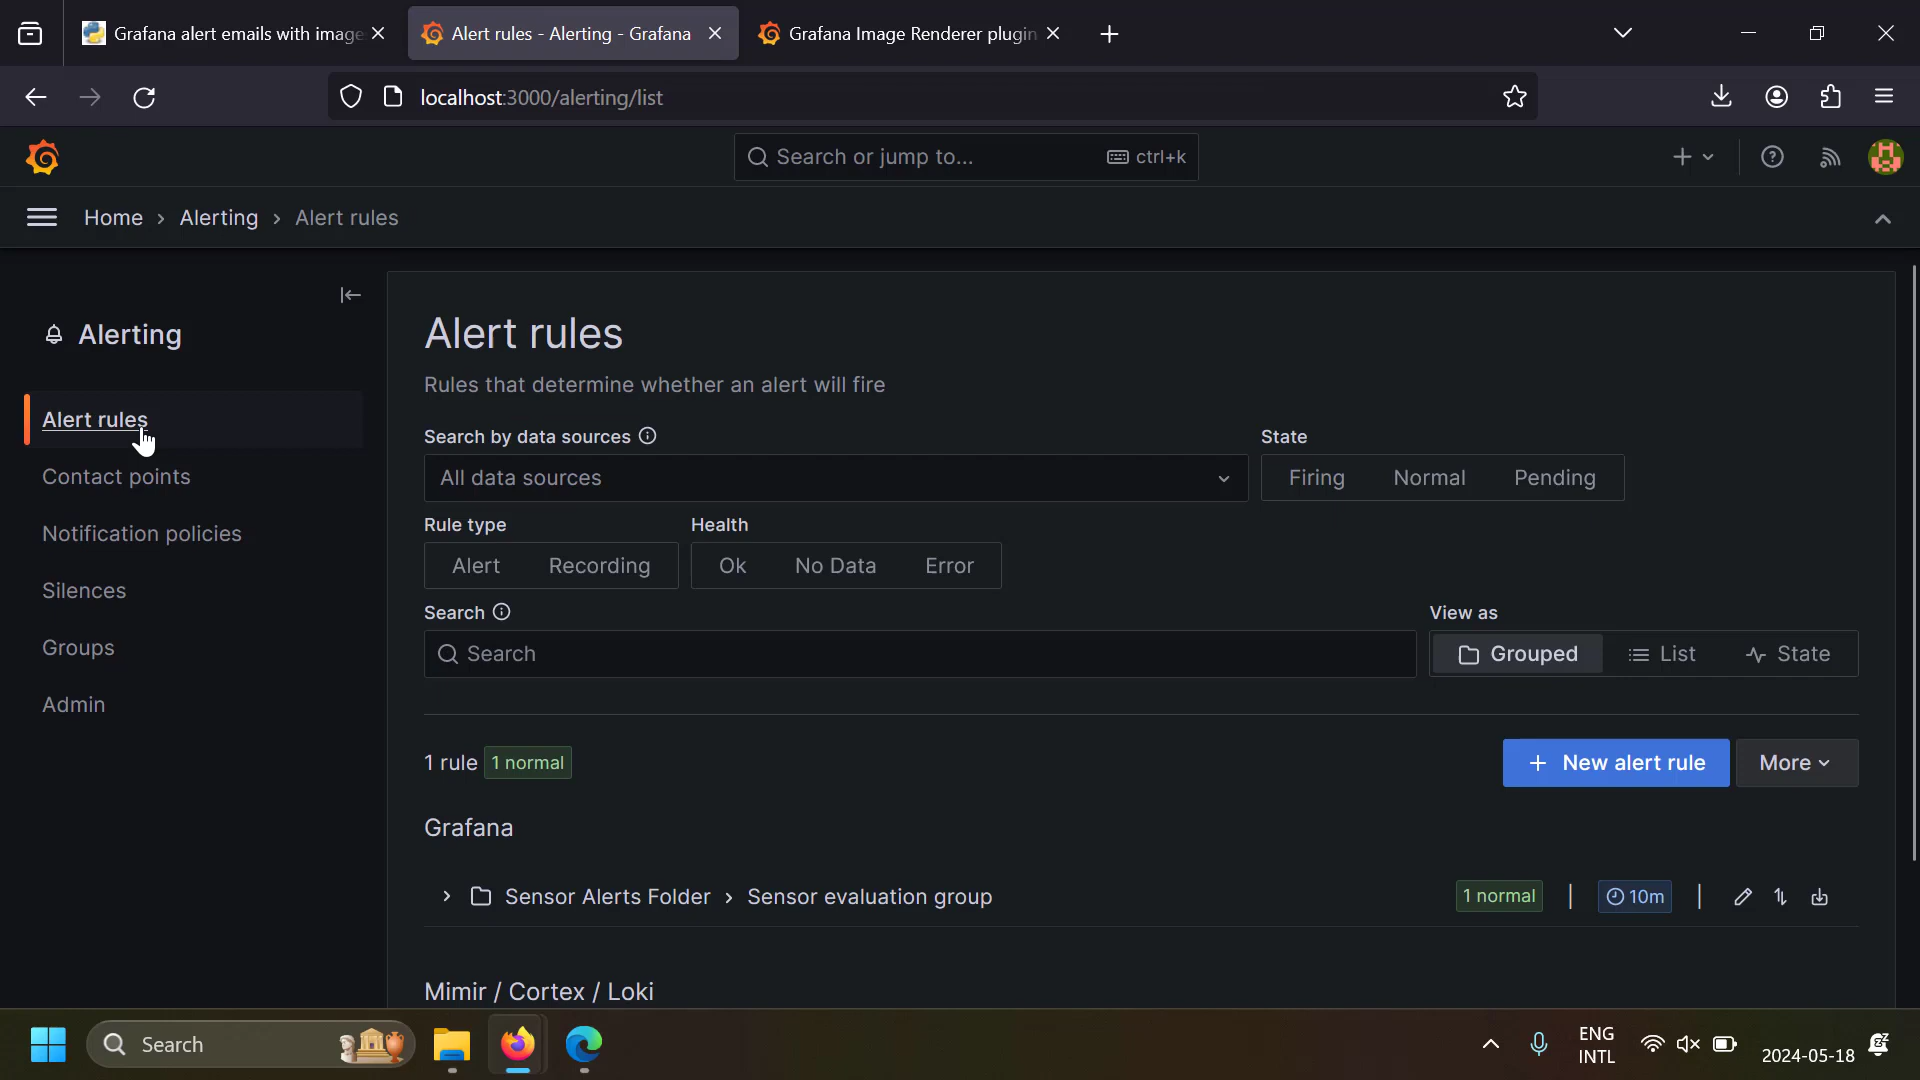 Grafana alert emails with image
Alert rules - Alerting - Grafana
Grafana Image Renderer plugin
localhost:3000/alerting/list
Search or jump to...
ctrl+k
Home › Alerting › Alert rules
Alerting
Alert rules
Contact points
Notification policies
Silences
Groups
Admin
Alert rules
Rules that determine whether an alert will fire
Search by data sources
State
All data sources
Firing Normal Pending
Rule type
Health
Alert Recording
Ok No Data Error
Search
View as
Search
Grouped List State
1 rule 1 normal
+ New alert rule
More
Grafana
Sensor Alerts Folder › Sensor evaluation group
1 normal | 10m |
Mimir / Cortex / Loki
Search
ENG
INTL
2024-05-18